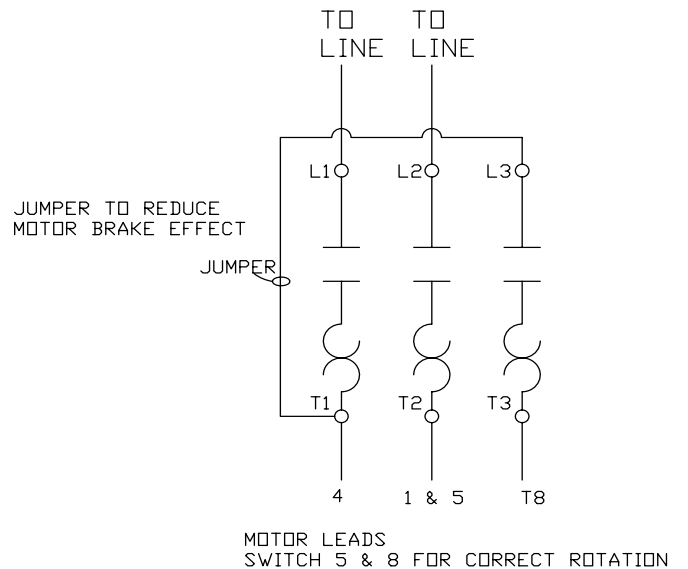 TO LINE
TO LINE
L1
L2
L3
JUMPER TO REDUCE
MOTOR BRAKE EFFECT
JUMPER
T1
T2
T3
4
1 & 5
T8
MOTOR LEADS
SWITCH 5 & 8 FOR CORRECT ROTATION